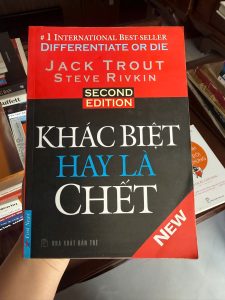 #1 INTERNATIONAL BEST-SELLER
DIFFERENTIATE OR DIE
JACK TROUT
STEVE RIVKIN
SECOND
EDITION
KHÁC BIỆT
HAY LÀ
CHẾT
NEW
NHÀ XUẤT BẢN TRẺ